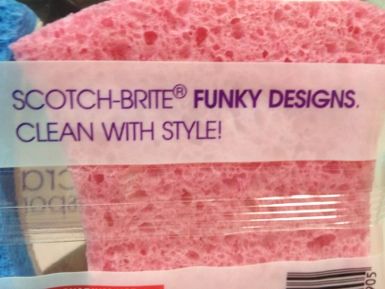 SCOTCH-BRITE® FUNKY DESIGNS.
CLEAN WITH STYLE!